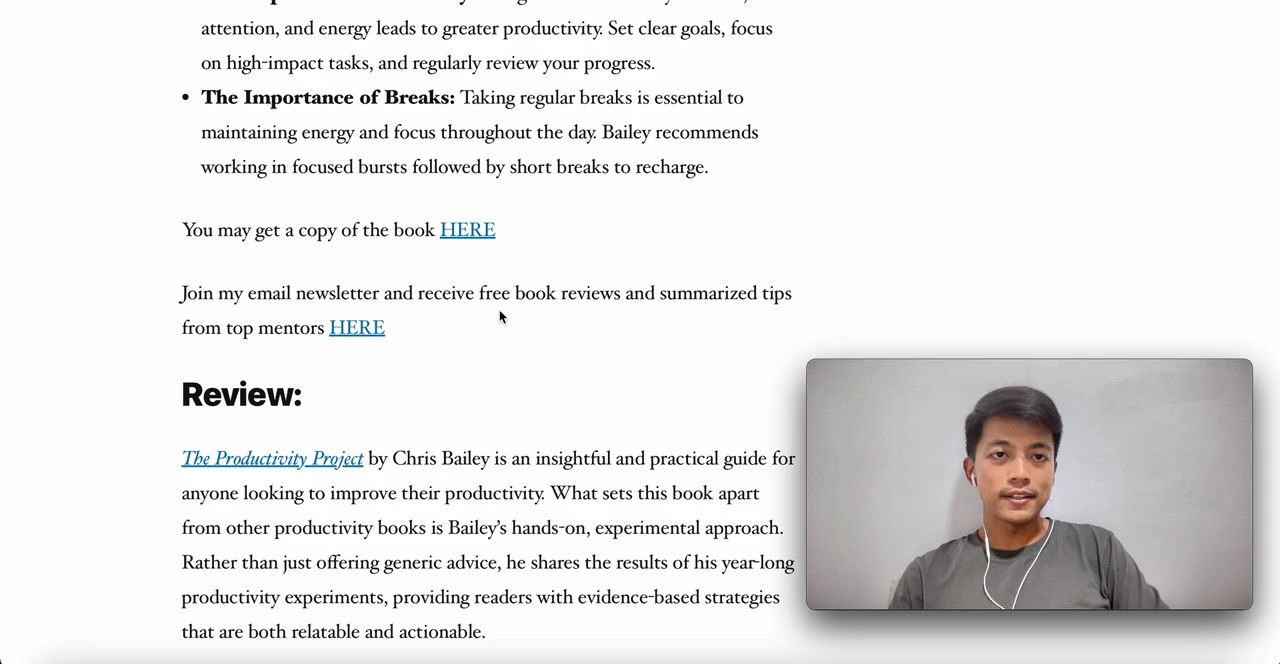 attention, and energy leads to greater productivity. Set clear goals, focus
on high-impact tasks, and regularly review your progress.
• The Importance of Breaks: Taking regular breaks is essential to
maintaining energy and focus throughout the day. Bailey recommends
working in focused bursts followed by short breaks to recharge.
You may get a copy of the book HERE
Join my email newsletter and receive free book reviews and summarized tips
from top mentors HERE
Review:
The Productivity Project by Chris Bailey is an insightful and practical guide for
anyone looking to improve their productivity. What sets this book apart
from other productivity books is Bailey’s hands-on, experimental approach.
Rather than just offering generic advice, he shares the results of his year-long
productivity experiments, providing readers with evidence-based strategies
that are both relatable and actionable.